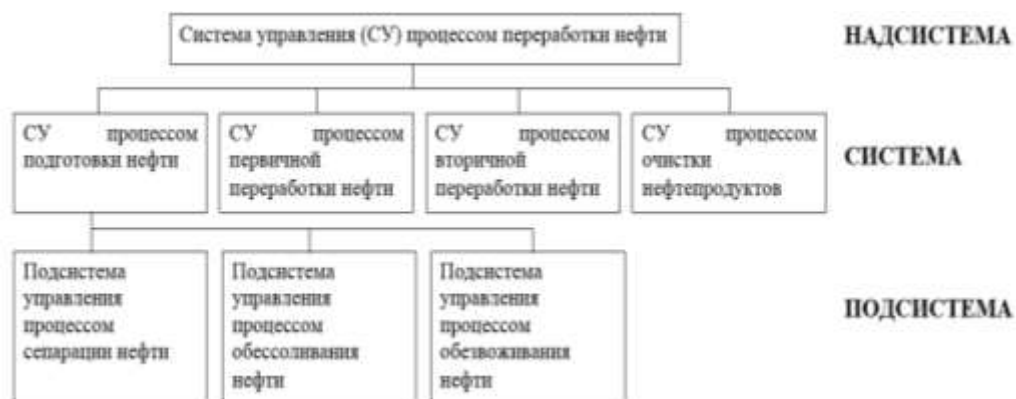 Система управления (СУ) процессом переработки нефти
НАДСИСТЕМА
СУ процессом
подготовки нефти
СУ процессом
первичной
переработки нефти
СУ процессом
вторичной
переработки нефти
СУ процессом
очистки
нефтепродуктов
СИСТЕМА
Подсистема
управления
процессом
сепарации нефти
Подсистема
управления
процессом
обессоливания
нефти
Подсистема
управления
процессом
обезвоживания
нефти
ПОДСИСТЕМА